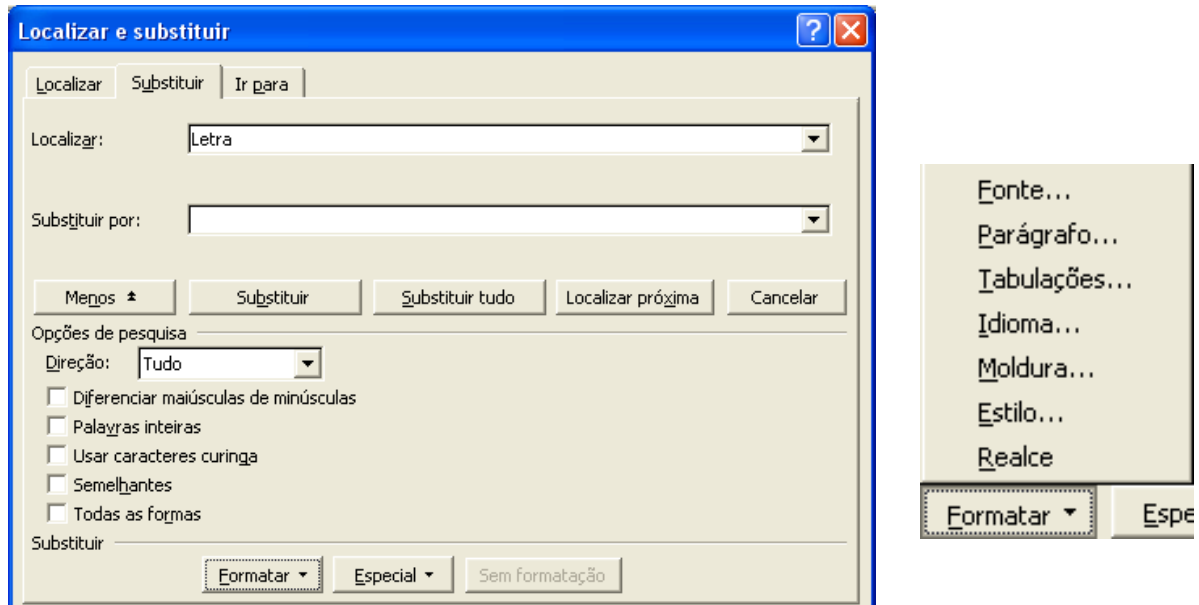 Localizar e substituir
Localizar Substituir Ir para
Localizar: Letra
Substituir por:
Menos Substituir Substituir tudo Localizar próxima Cancelar
Opções de pesquisa
Direção: Tudo
Diferenciar maiúsculas de minúsculas
Palavras inteiras
Usar caracteres curinga
Semelhantes
Todas as formas
Substituir
Formatar Especial Sem formatação
Fonte...
Parágrafo...
Tabulações...
Idioma...
Moldura...
Estilo...
Realce
Formatar Espe